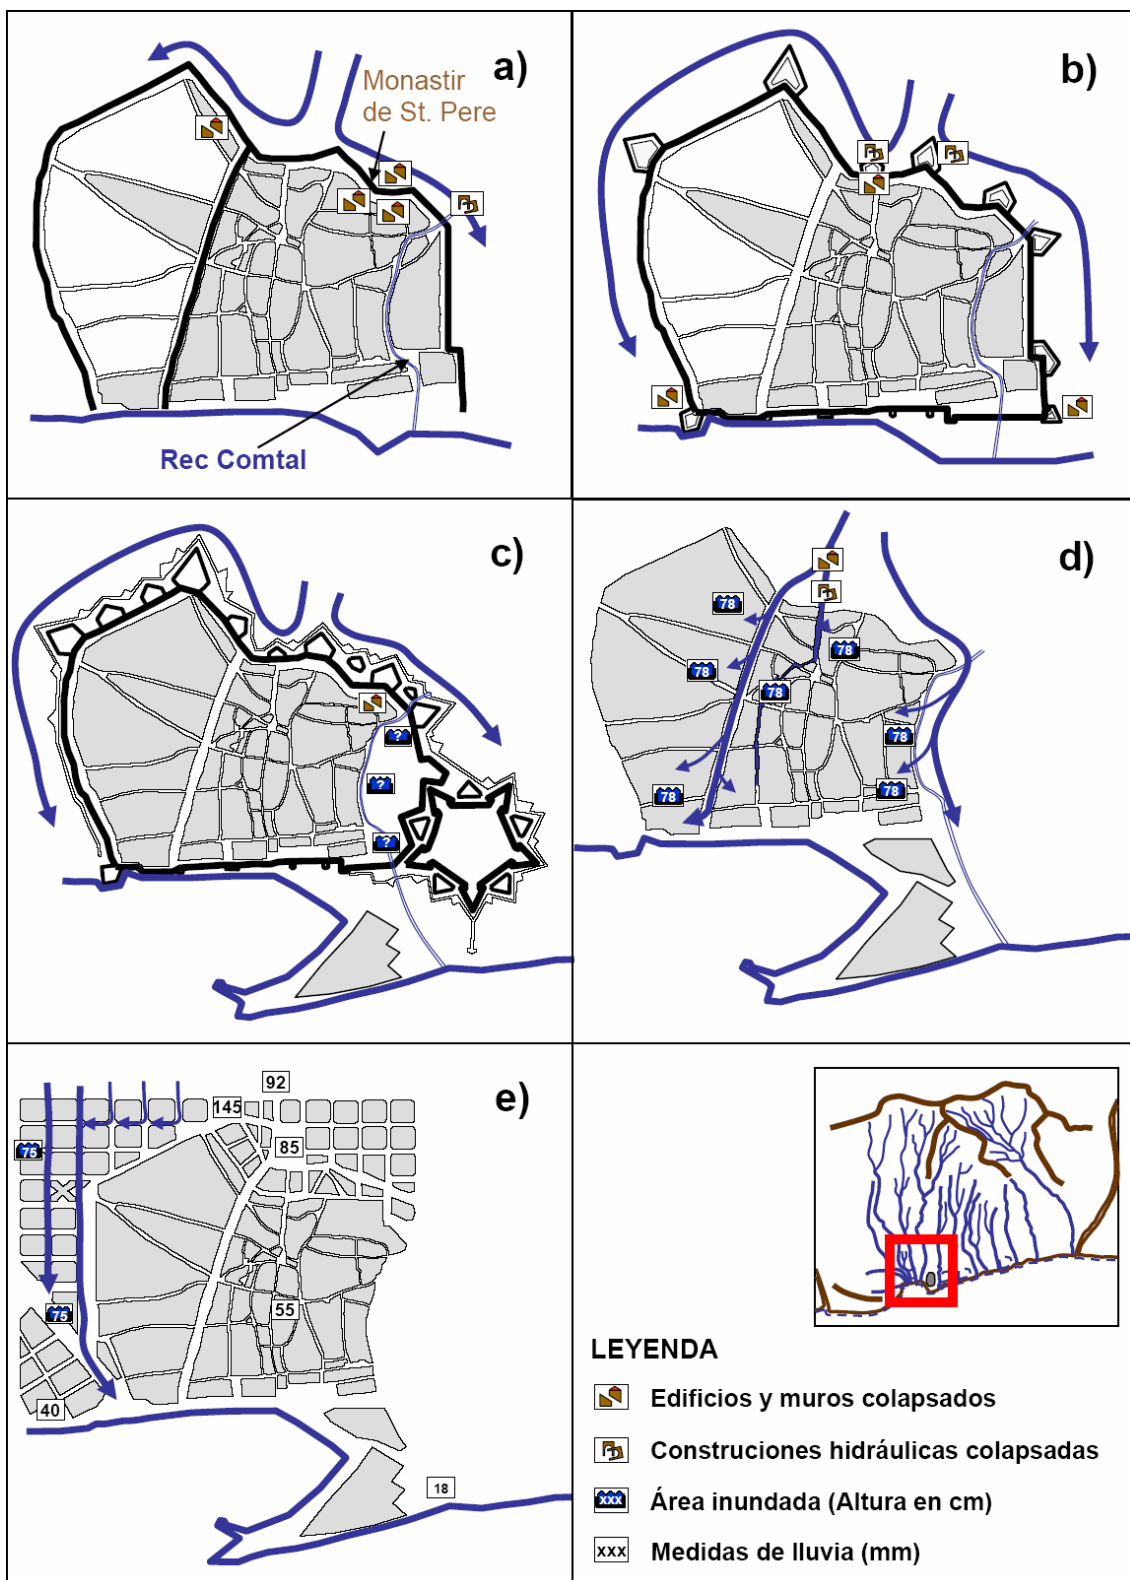 a)
Monastir
de St. Pere
Rec Comtal
b)
c)
?
?
?
d)
78
78
78
78
78
78
78
e)
92
145
85
75
55
75
40
18
LEYENDA
Edificios y muros colapsados
Construciones hidráulicas colapsadas
xxx Área inundada (Altura en cm)
xxx Medidas de lluvia (mm)